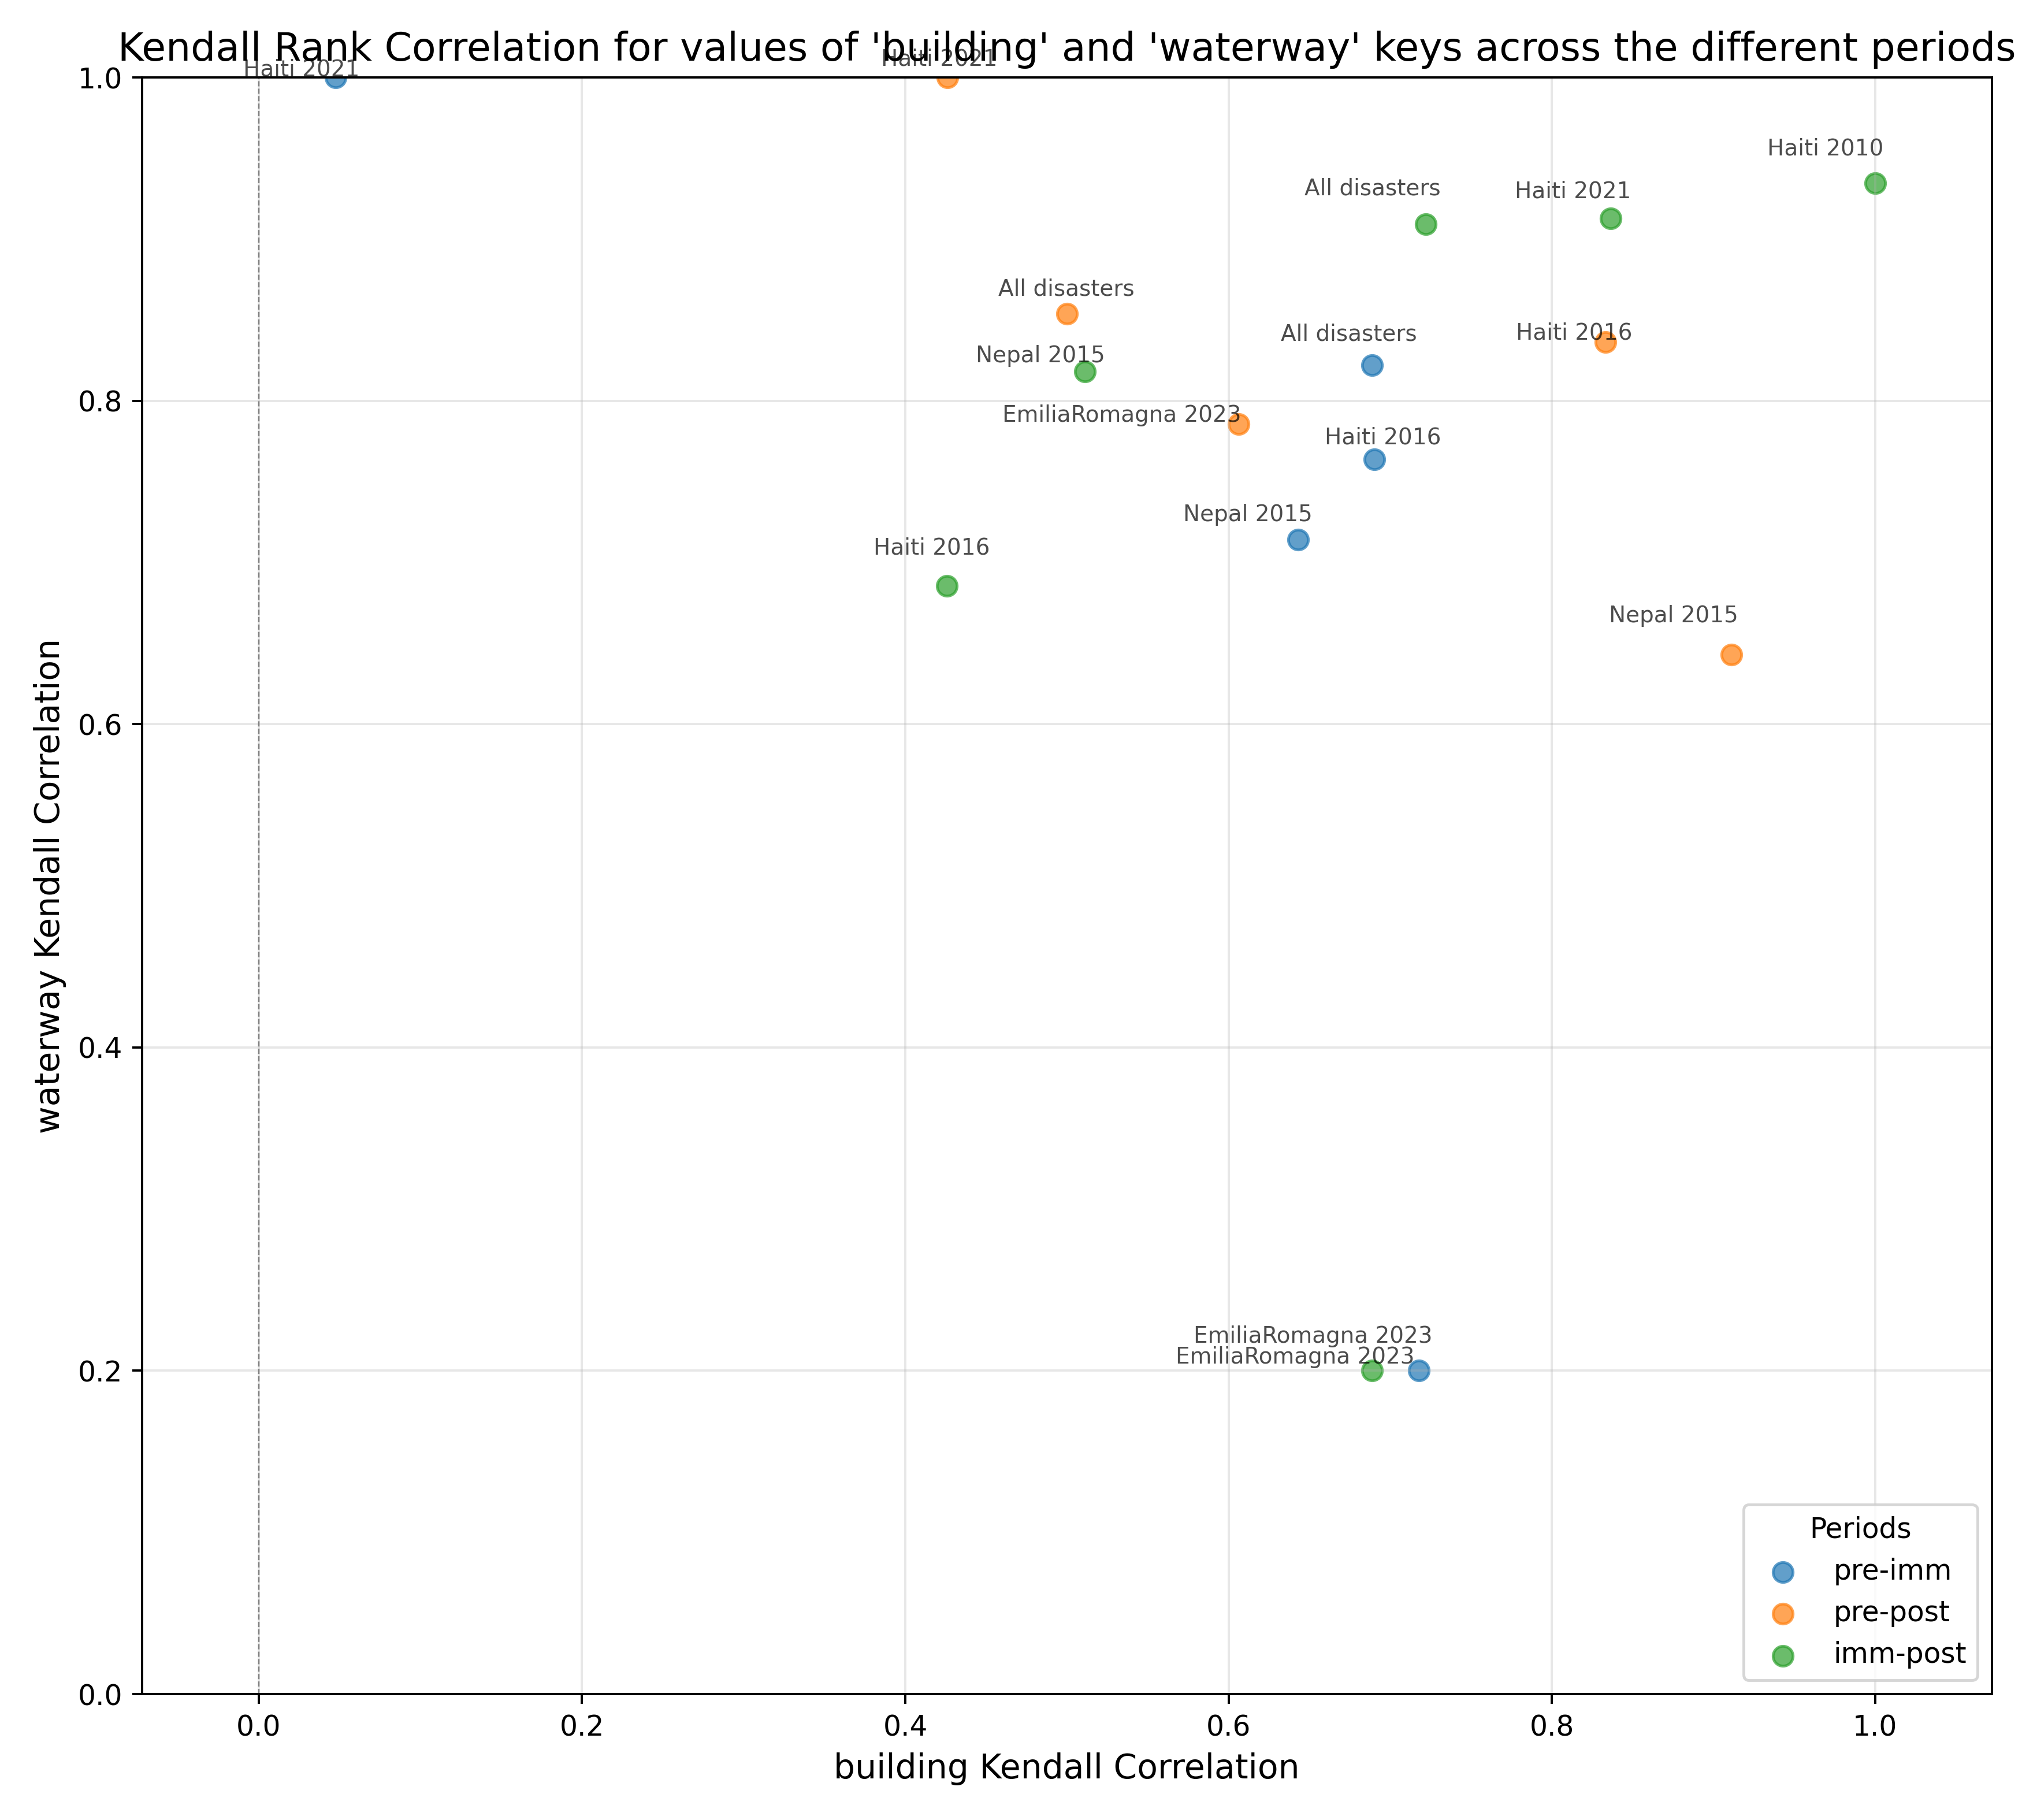 Kendall Rank Correlation for values of 'building' and 'waterway' keys across the different periods
Haiti 2021
Haiti 2021
1.0
Haiti 2010
All disasters
Haiti 2021
All disasters
All disasters
Haiti 2016
Nepal 2015
0.8
EmiliaRomagna 2023
Haiti 2016
Nepal 2015
Haiti 2016
Nepal 2015
0.6
waterway Kendall Correlation
0.4
EmiliaRomagna 2023
EmiliaRomagna 2023
0.2
Periods
pre-imm
pre-post
imm-post
0.0
0.0 0.2 0.4 0.6 0.8 1.0
building Kendall Correlation